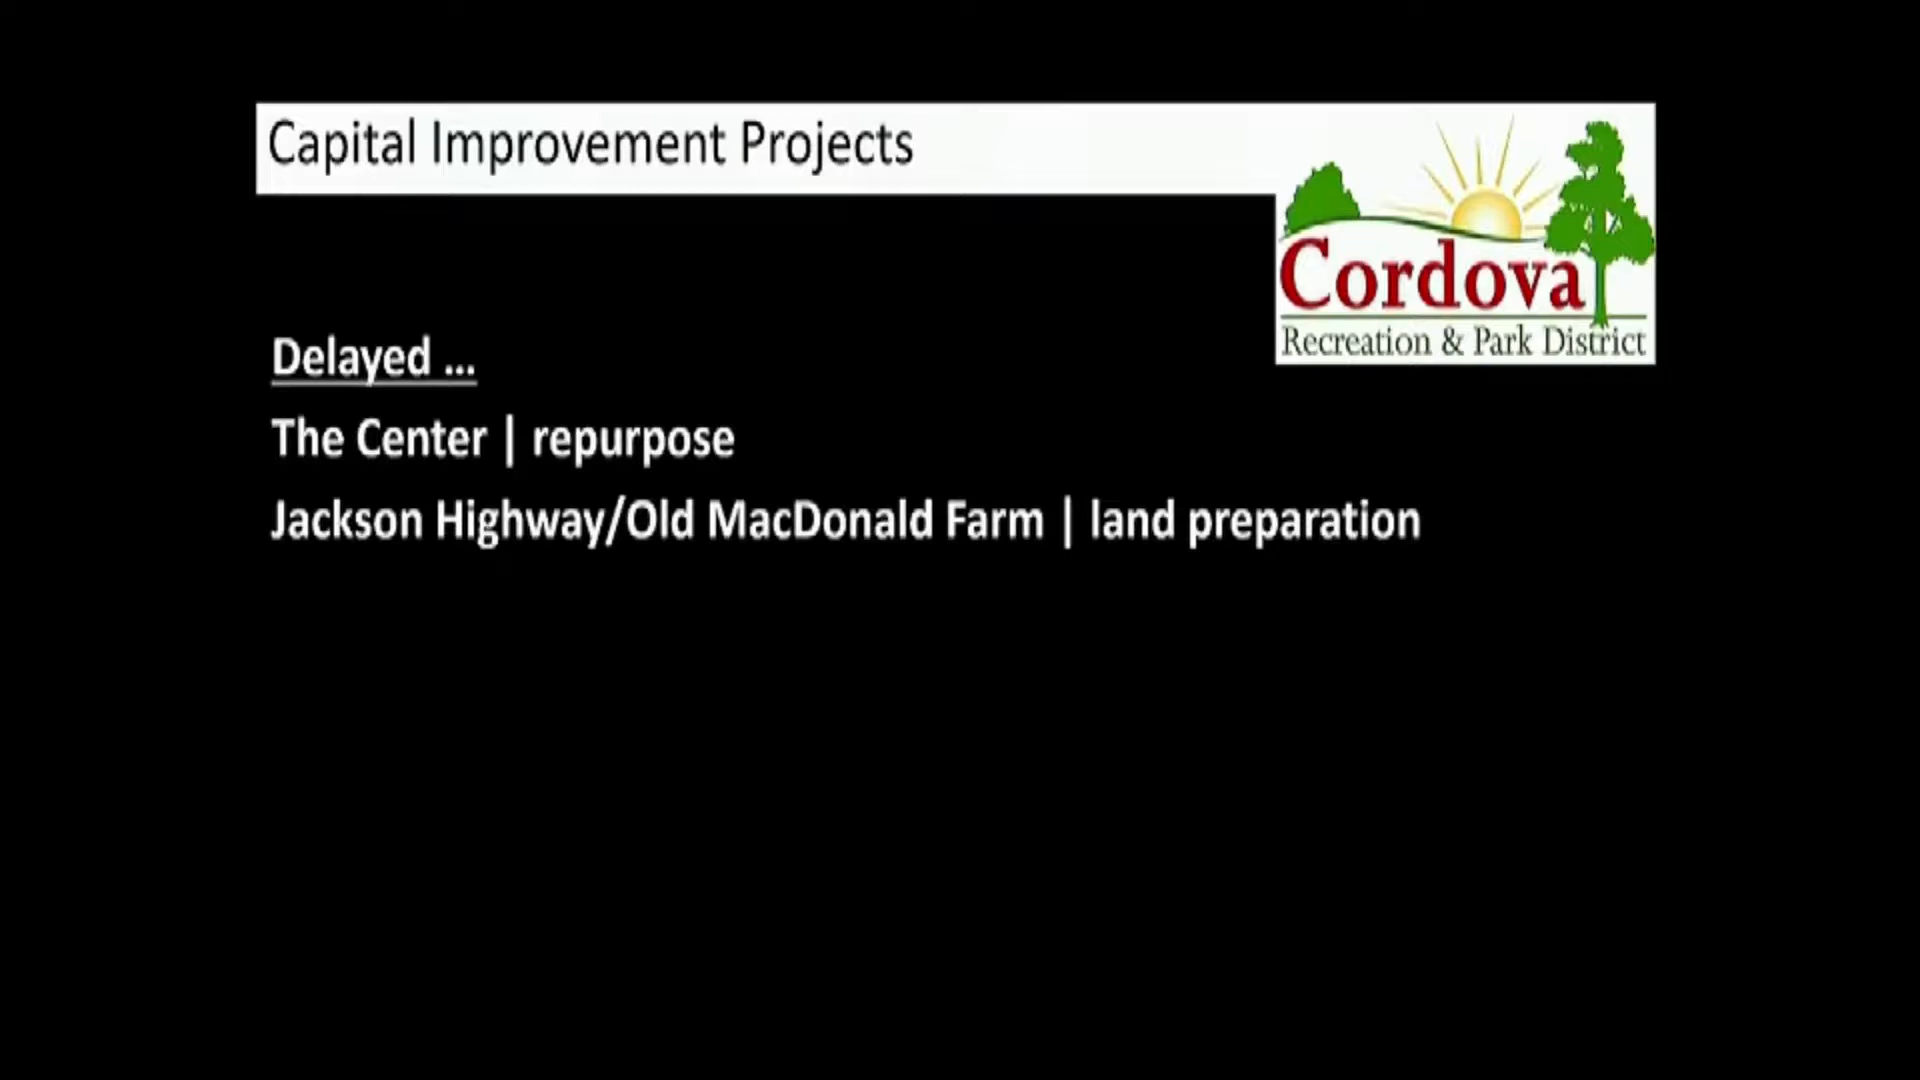 Capital Improvement Projects
Cordova
Recreation & Park District
Delayed ...
The Center | repurpose
Jackson Highway/Old MacDonald Farm | land preparation